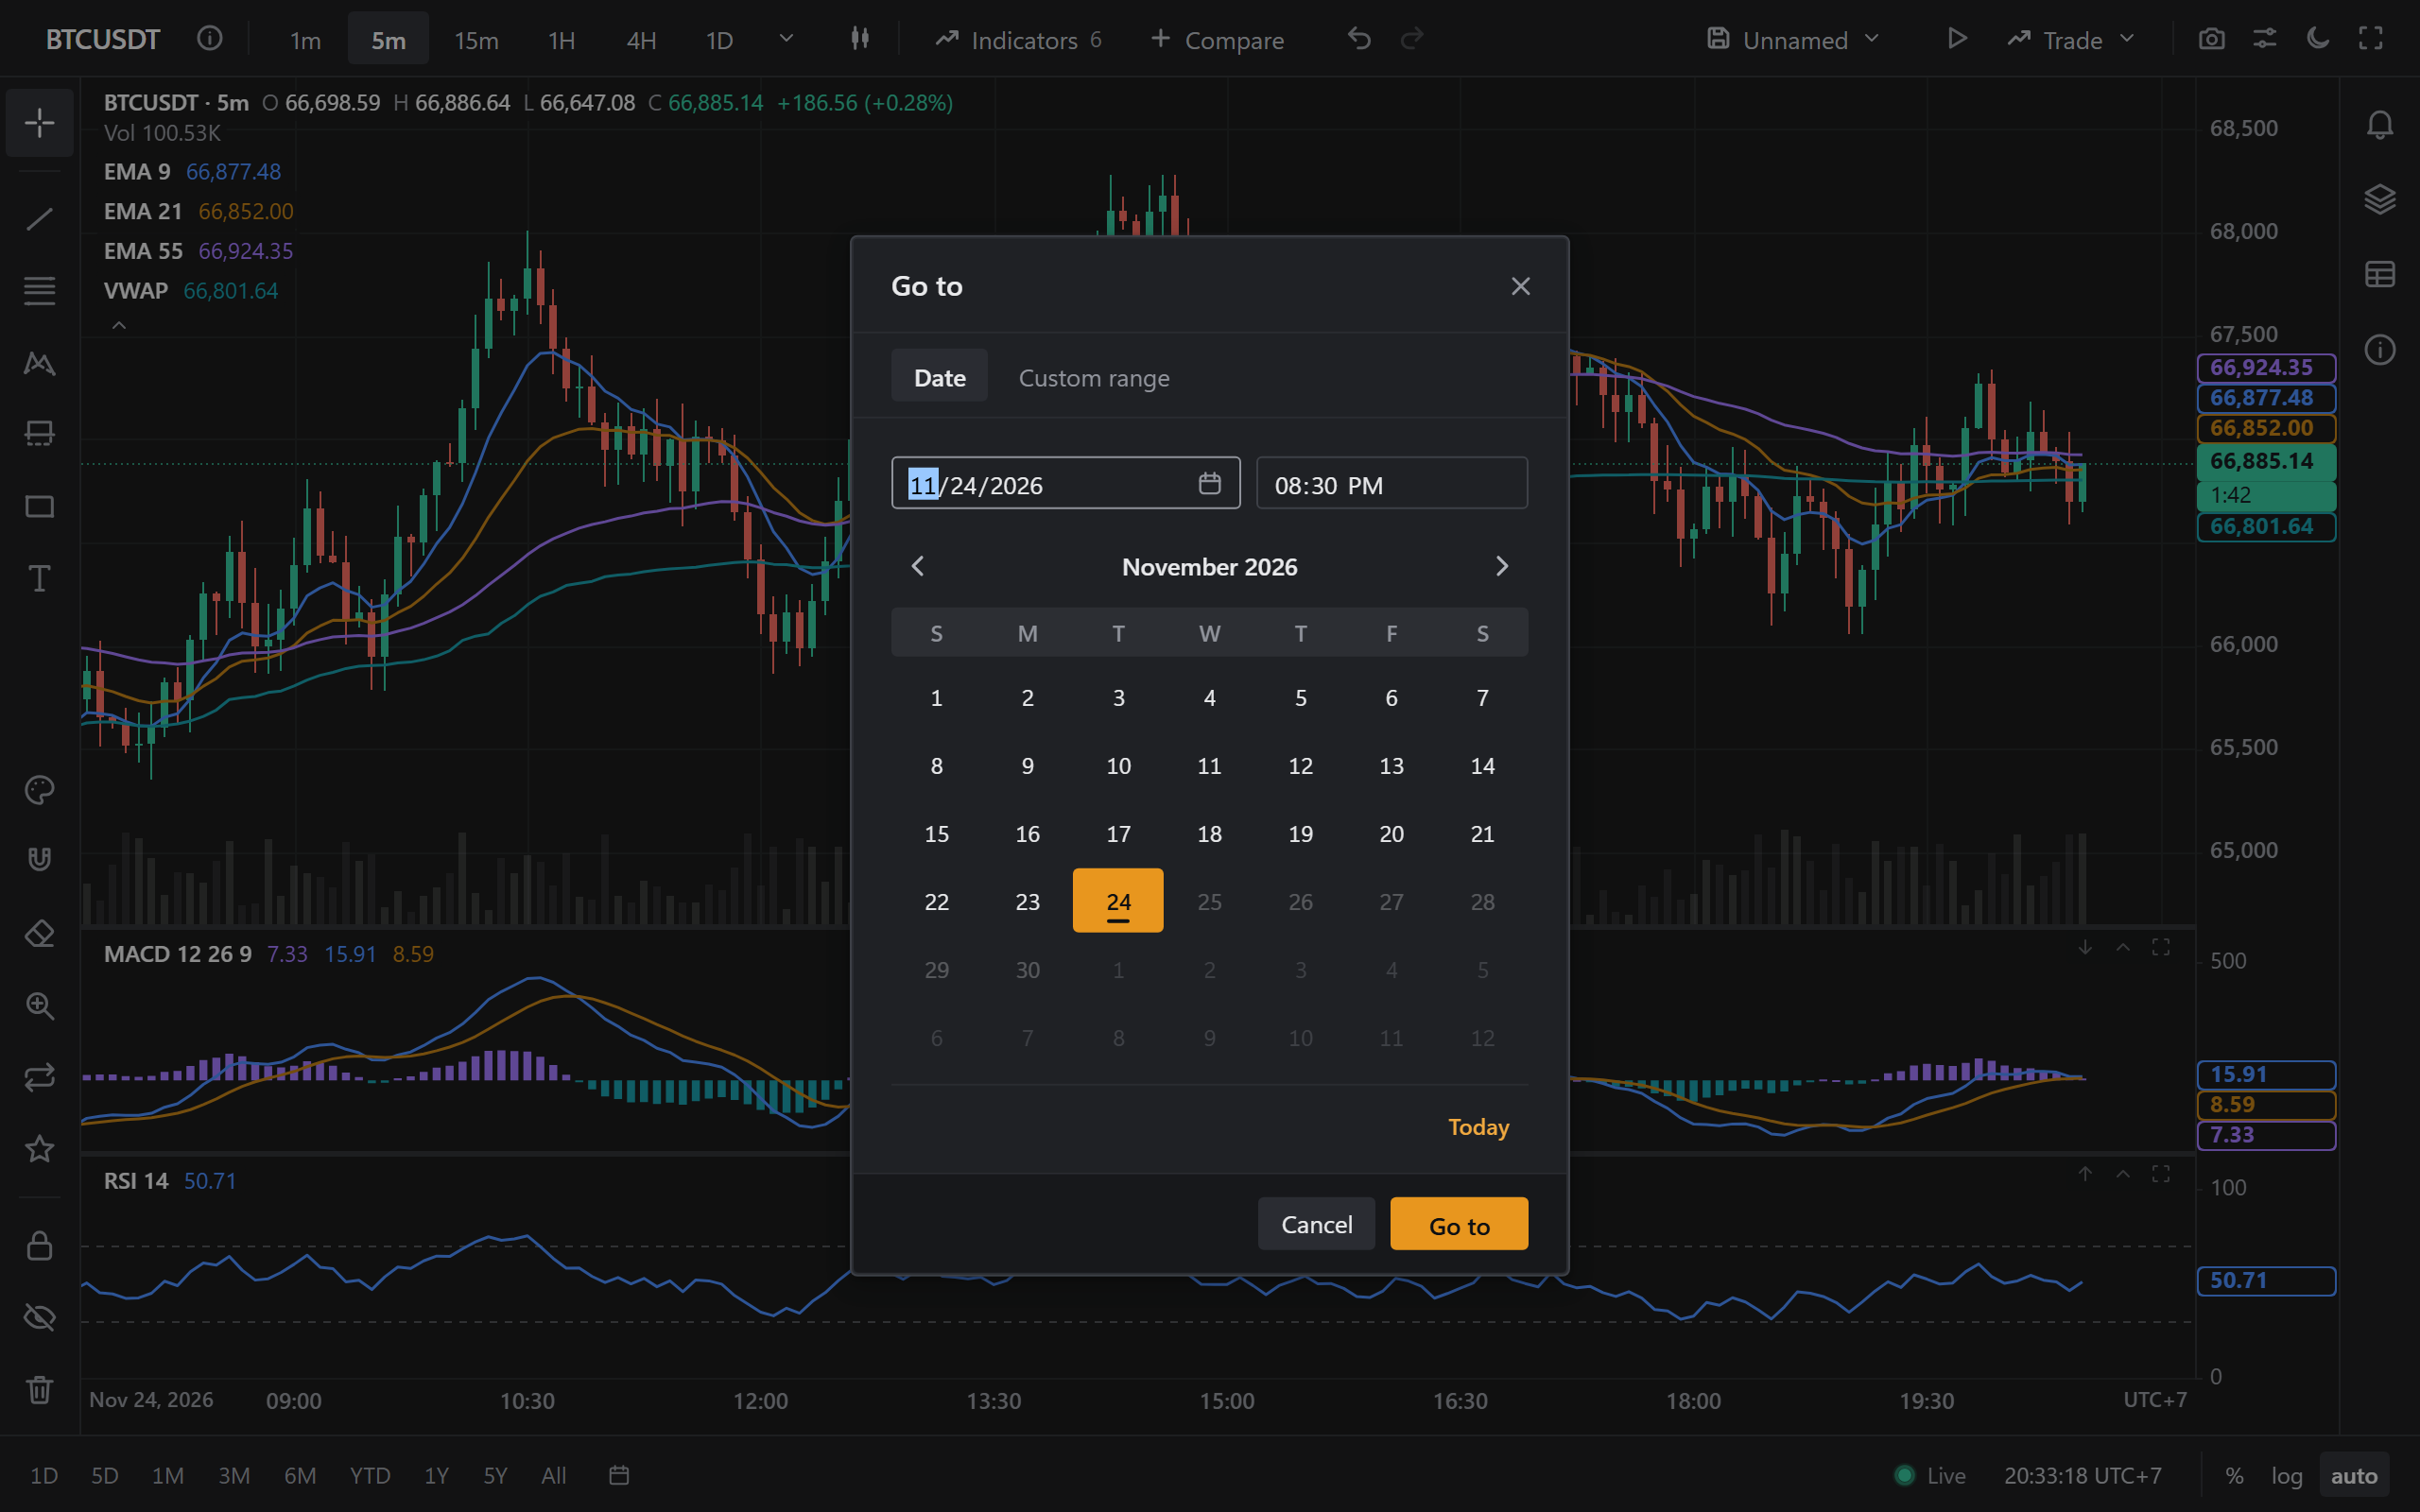 BTCUSDT 1m 5m 15m 1H 4H 1D Indicators 6 Compare Unnamed Trade
BTCUSDT · 5m O 66,698.59 H 66,886.64 L 66,647.08 C 66,885.14 +186.56 (+0.28%)
Vol 100.53K
EMA 9 66,877.48
EMA 21 66,852.00
EMA 55 66,924.35
VWAP 66,801.64
68,500
68,000
67,500
66,924.35
66,877.48
66,852.00
66,885.14
1:42
66,801.64
66,000
65,500
65,000
Go to
Date Custom range
11/24/2026 08:30 PM
November 2026
S M T W T F S
1 2 3 4 5 6 7
8 9 10 11 12 13 14
15 16 17 18 19 20 21
22 23 24 25 26 27 28
29 30 1 2 3 4 5
6 7 8 9 10 11 12
Today
Cancel Go to
MACD 12 26 9 7.33 15.91 8.59
500
15.91
8.59
7.33
RSI 14 50.71
100
50.71
0
Nov 24, 2026 09:00 10:30 12:00 13:30 15:00 16:30 18:00 19:30 UTC+7
1D 5D 1M 3M 6M YTD 1Y 5Y All Live 20:33:18 UTC+7 % log auto